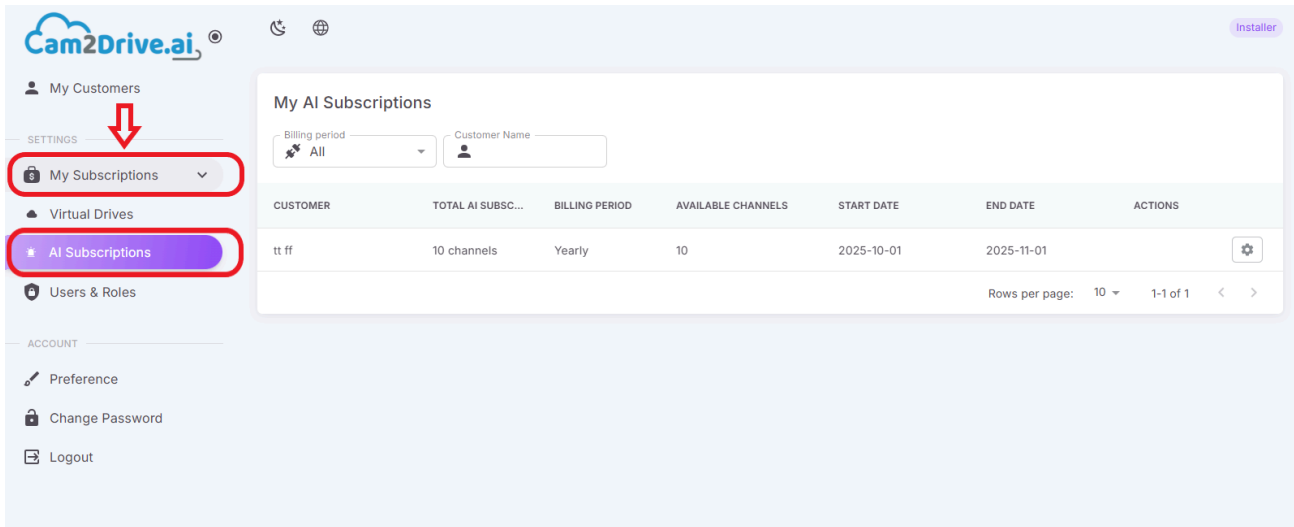 Cam2Drive.ai
Installer
My Customers
SETTINGS
My Subscriptions
Virtual Drives
AI Subscriptions
Users & Roles
ACCOUNT
Preference
Change Password
Logout
My AI Subscriptions
Billing period
All
Customer Name
CUSTOMER TOTAL AI SUBSC... BILLING PERIOD AVAILABLE CHANNELS START DATE END DATE ACTIONS
tt ff 10 channels Yearly 10 2025-10-01 2025-11-01
Rows per page: 10 1-1 of 1